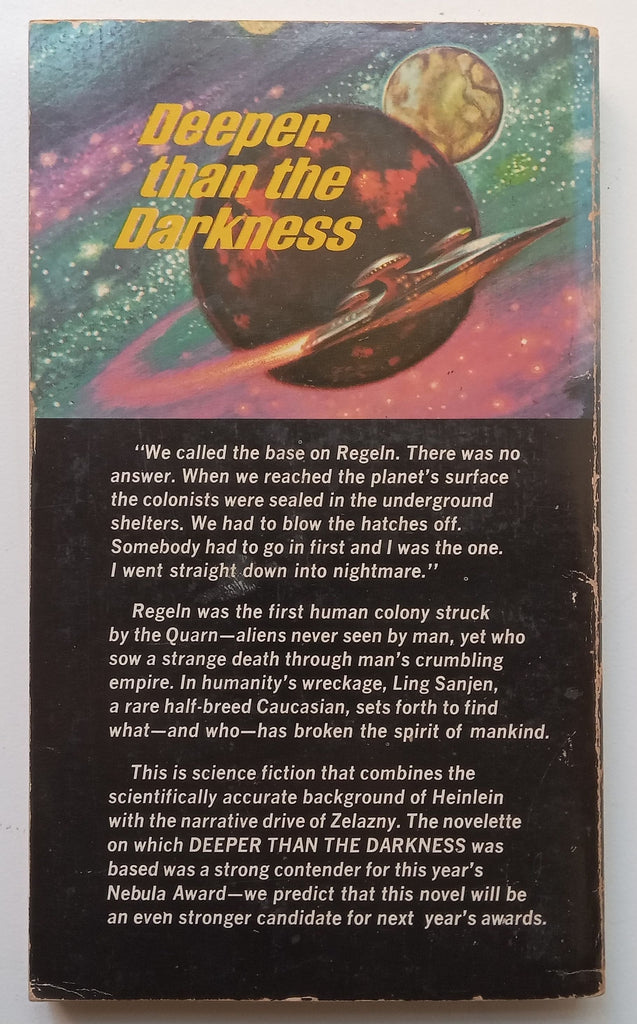 Deeper
than the
Darkness
"We called the base on Regeln. There was no
answer. When we reached the planet's surface
the colonists were sealed in the underground
shelters. We had to blow the hatches off.
Somebody had to go in first and I was the one.
I went straight down into nightmare."
Regeln was the first human colony struck
by the Quarn—aliens never seen by man, yet who
sow a strange death through man's crumbling
empire. In humanity's wreckage, Ling Sanjen,
a rare half-breed Caucasian, sets forth to find
what—and who—has broken the spirit of mankind.
This is science fiction that combines the
scientifically accurate background of Heinlein
with the narrative drive of Zelazny. The novelette
on which DEEPER THAN THE DARKNESS was
based was a strong contender for this year's
Nebula Award—we predict that this novel will be
an even stronger candidate for next year's awards.